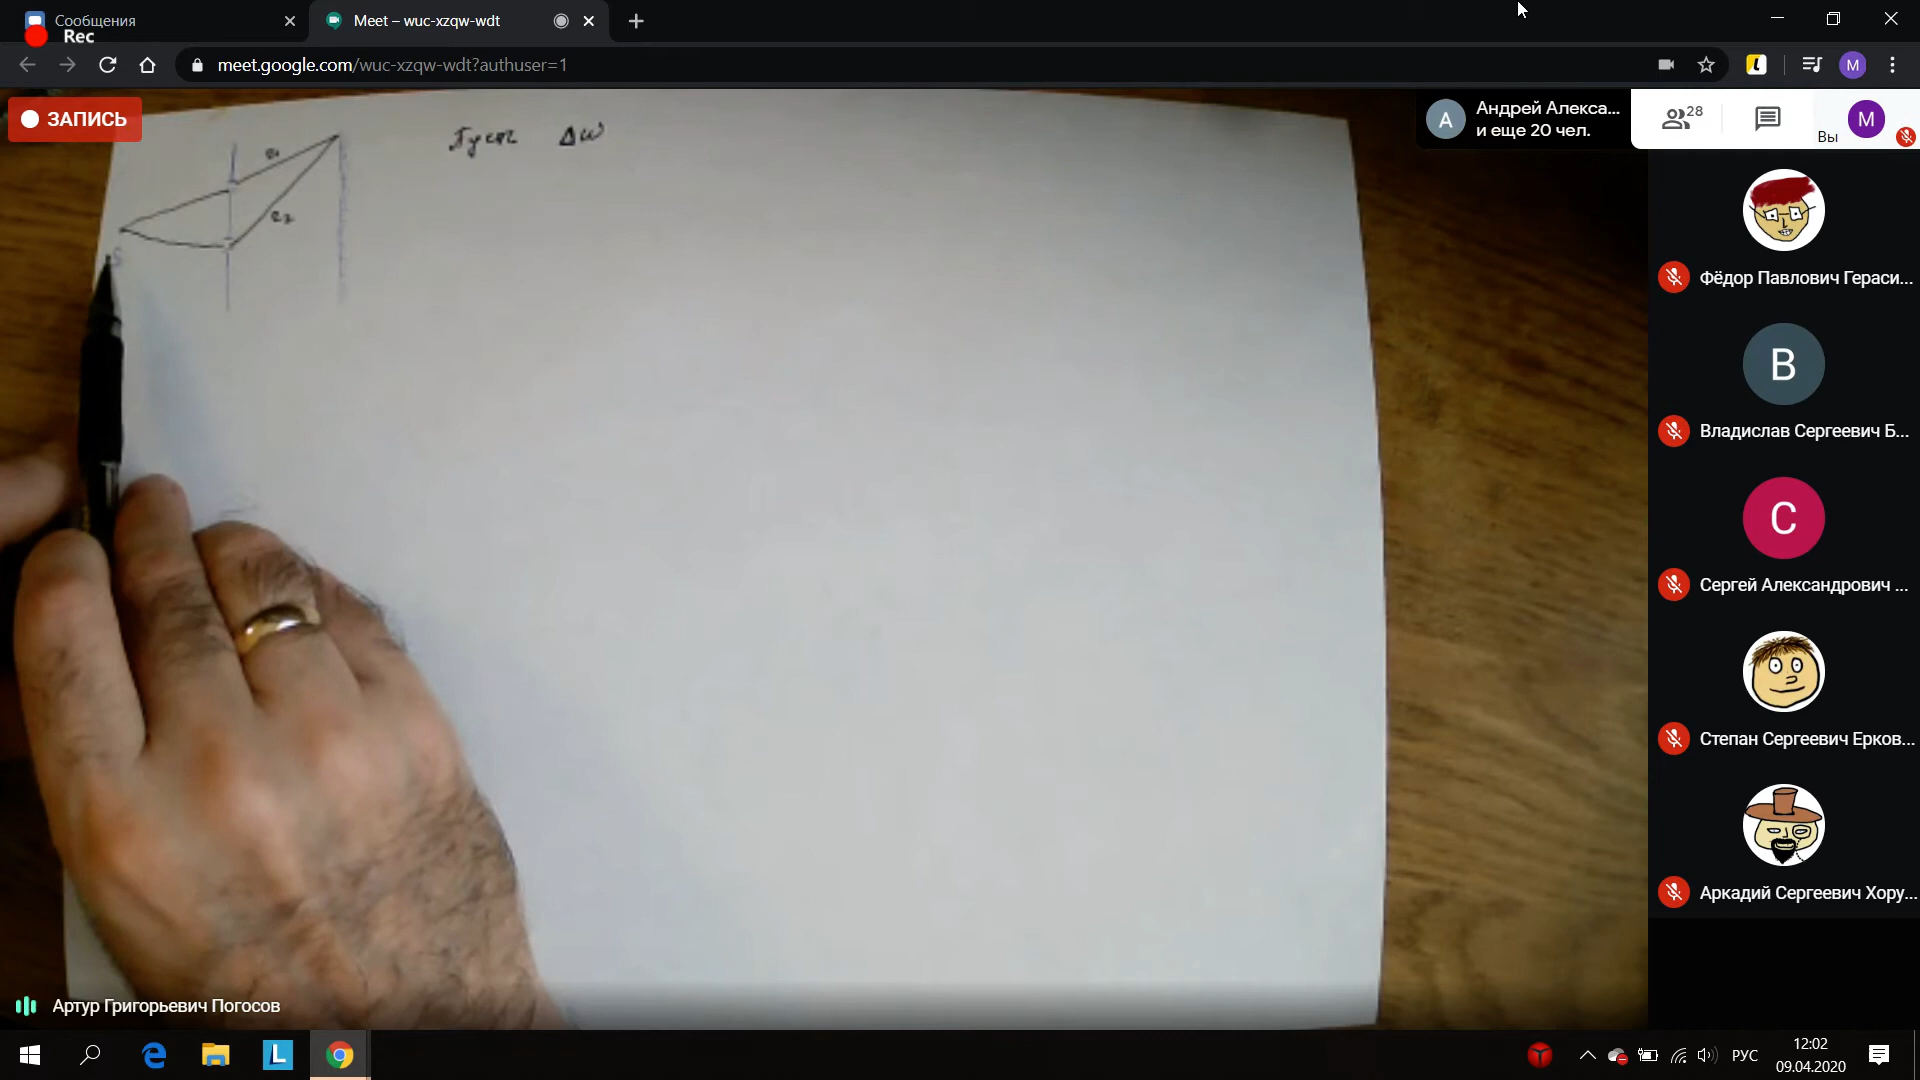 Сообщения
Rec
Meet – wuc-xzqw-wdt
meet.google.com/wuc-xzqw-wdt?authuser=1
M
ЗАПИСЬ
А
Андрей Алекса...
и еще 20 чел.
28
Вы
M
Пусть Δω
e₁
e₂
S
Фёдор Павлович Гераси...
В
Владислав Сергеевич Б...
С
Сергей Александрович ...
Степан Сергеевич Ерков...
Аркадий Сергеевич Хору...
Артур Григорьевич Погосов
L
РУС
12:02
09.04.2020